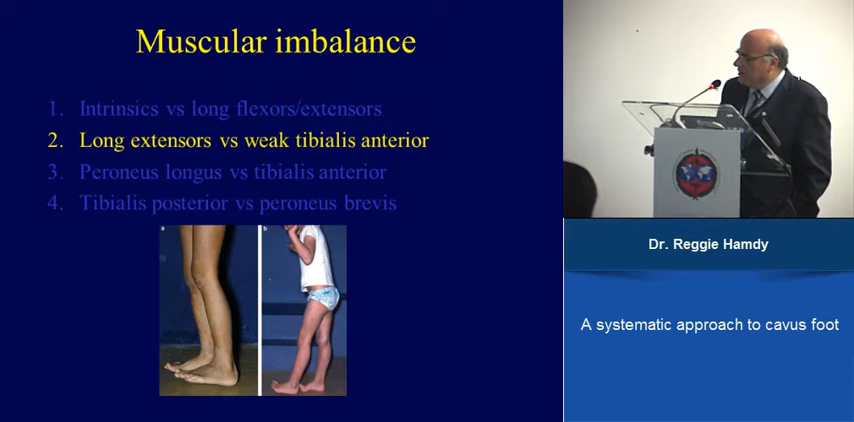 Muscular imbalance
1. Intrinsics vs long flexors/extensors
2. Long extensors vs weak tibialis anterior
3. Peroneus longus vs tibialis anterior
4. Tibialis posterior vs peroneus brevis
a
b
Dr. Reggie Hamdy
A systematic approach to cavus foot